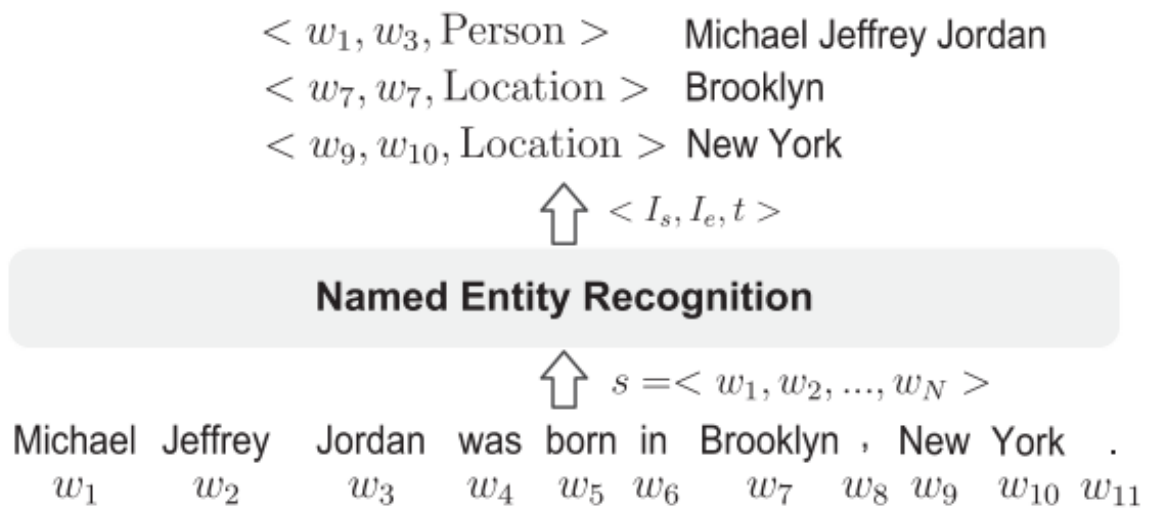 < w₁, w₃, Person > Michael Jeffrey Jordan
< w₇, w₇, Location > Brooklyn
< w₉, w₁₀, Location > New York
< Iₛ, Iₑ, t >
Named Entity Recognition
s =< w₁, w₂, ..., w_N >
Michael Jeffrey Jordan was born in Brooklyn , New York .
w₁ w₂ w₃ w₄ w₅ w₆ w₇ w₈ w₉ w₁₀ w₁₁